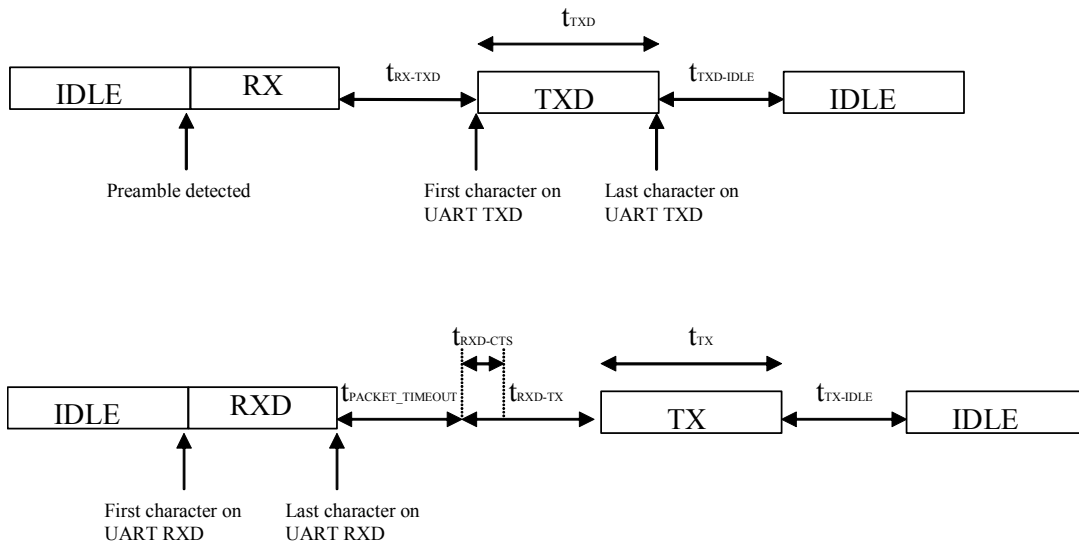 tTXD
IDLE
RX
tRX-TXD
TXD
tTXD-IDLE
IDLE
Preamble detected
First character on
UART TXD
Last character on
UART TXD
tRXD-CTS
tTX
IDLE
RXD
tPACKET_TIMEOUT
tRXD-TX
TX
tTX-IDLE
IDLE
First character on
UART RXD
Last character on
UART RXD